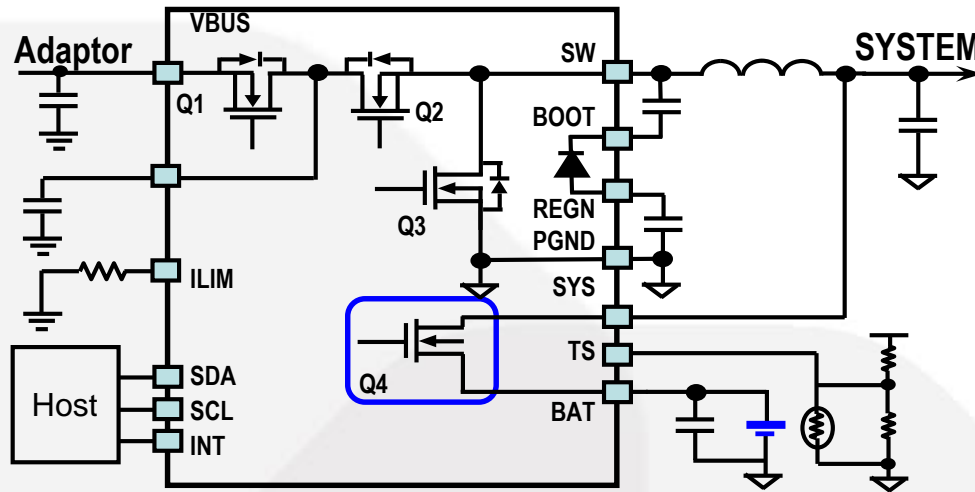 VBUS
Adaptor
SW
SYSTEM
Q1
Q2
BOOT
Q3
REGN
PGND
ILIM
SYS
TS
Q4
SDA
Host
SCL
BAT
INT